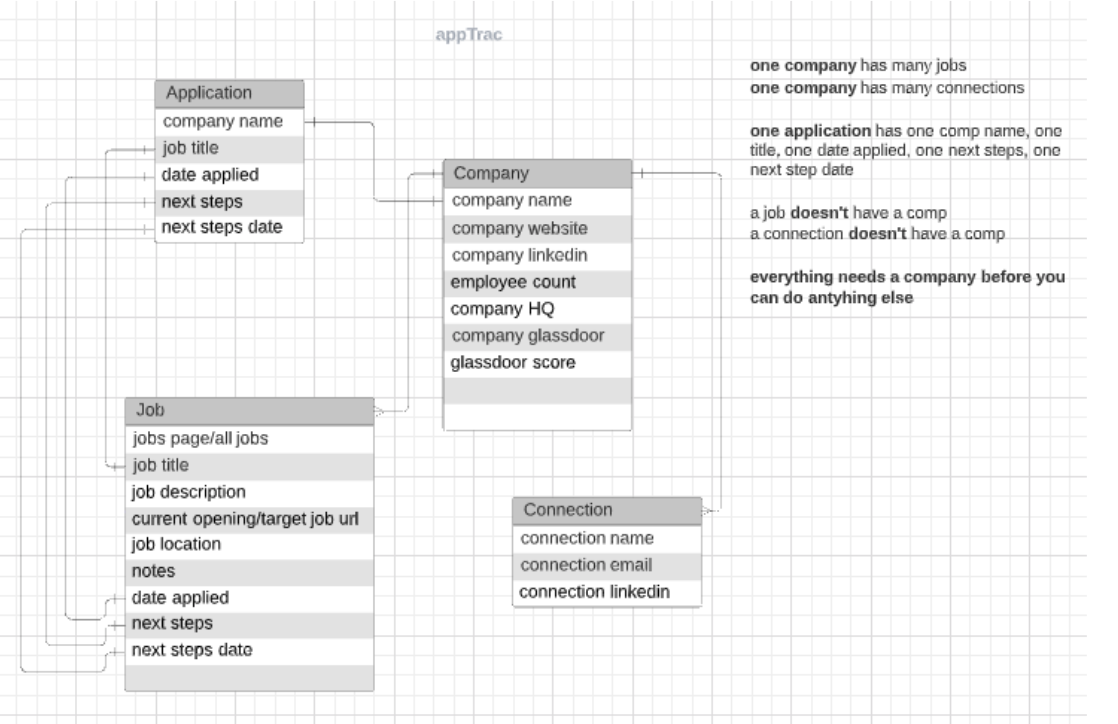 appTrac
one company has many jobs
one company has many connections
one application has one comp name, one
title, one date applied, one next steps, one
next step date
a job doesn't have a comp
a connection doesn't have a comp
everything needs a company before you
can do antyhing else
Application
company name
job title
date applied
next steps
next steps date
Company
company name
company website
company linkedin
employee count
company HQ
company glassdoor
glassdoor score
Job
jobs page/all jobs
job title
job description
current opening/target job url
job location
notes
date applied
next steps
next steps date
Connection
connection name
connection email
connection linkedin